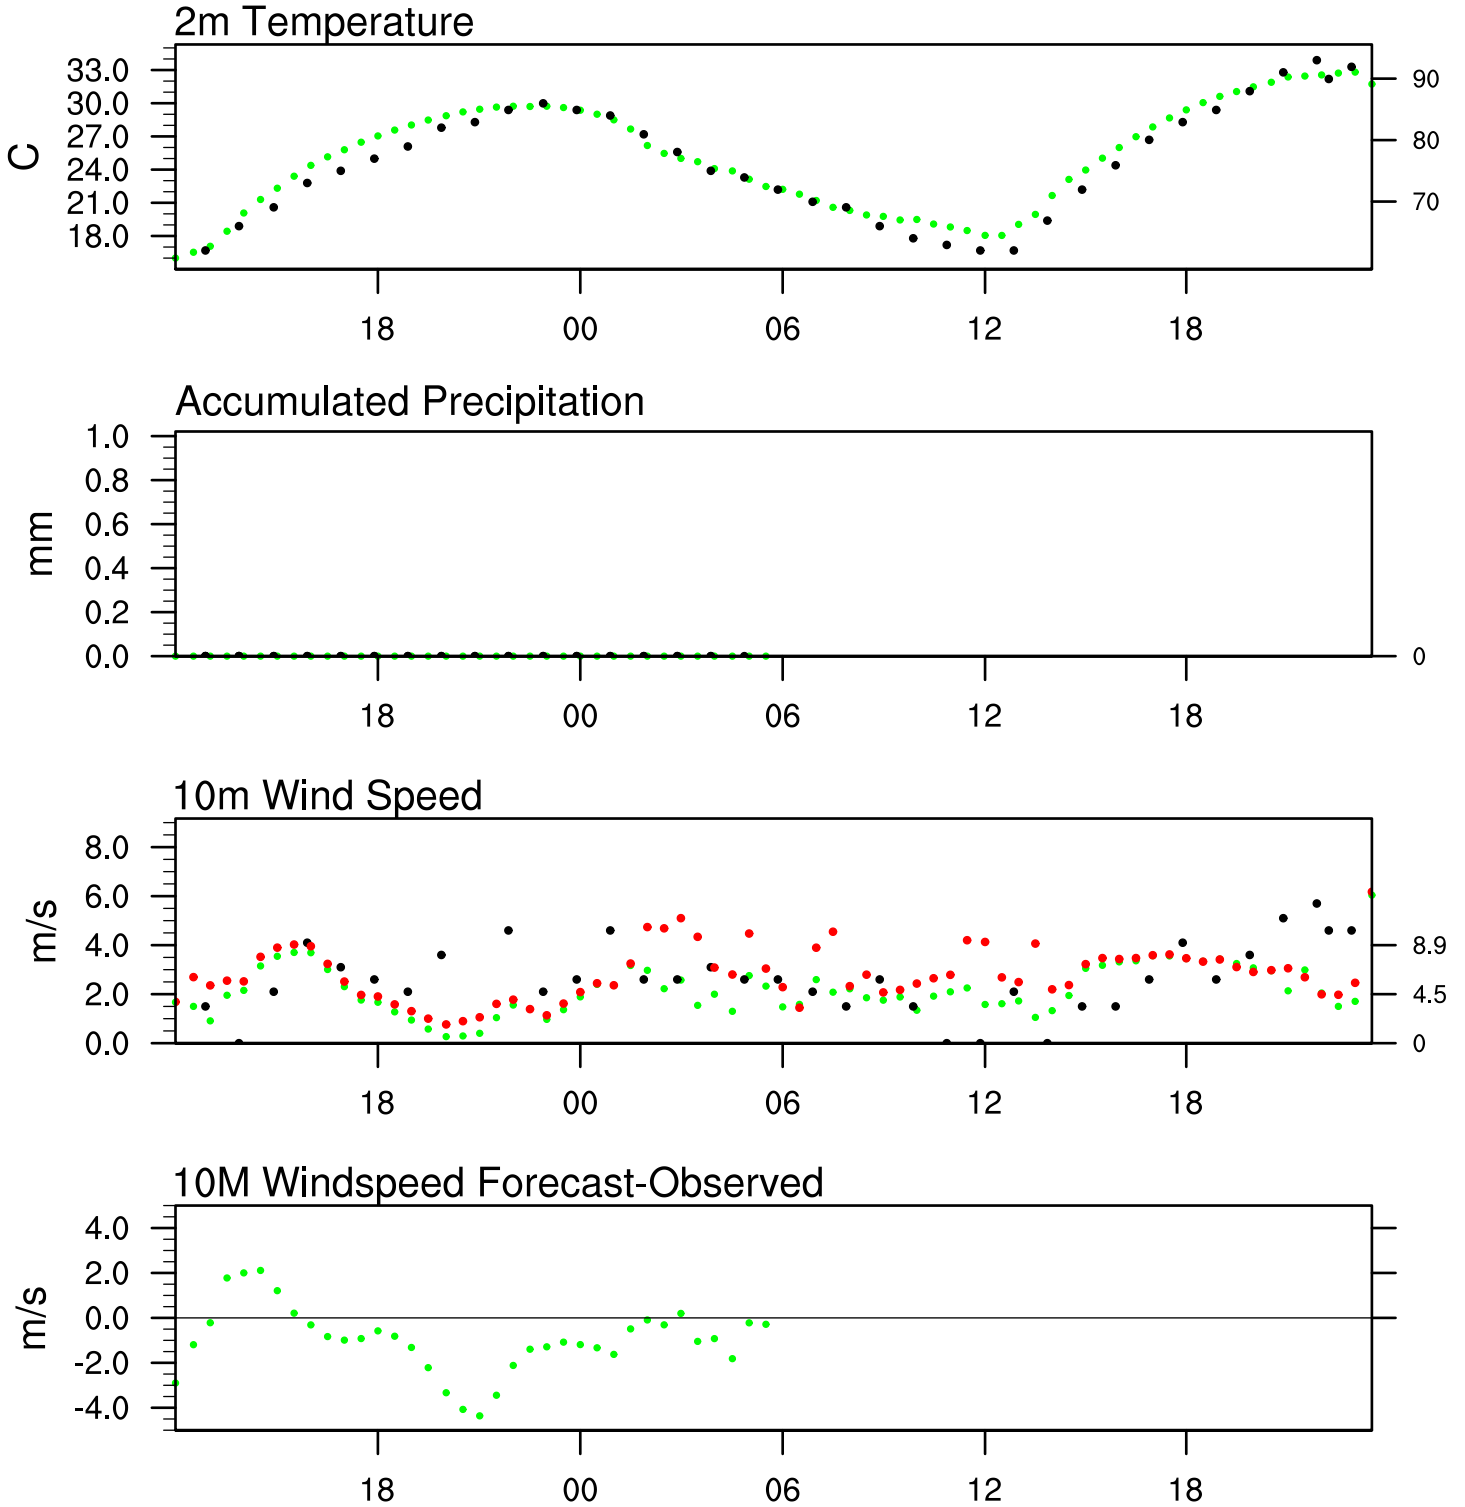 2m Temperature
33.0
30.0
27.0
24.0
21.0
18.0
C
90
80
70
18 00 06 12 18
Accumulated Precipitation
1.0
0.8
0.6
0.4
0.2
0.0
mm
0
18 00 06 12 18
10m Wind Speed
8.0
6.0
4.0
2.0
0.0
m/s
8.9
4.5
0
18 00 06 12 18
10M Windspeed Forecast-Observed
4.0
2.0
0.0
-2.0
-4.0
m/s
18 00 06 12 18